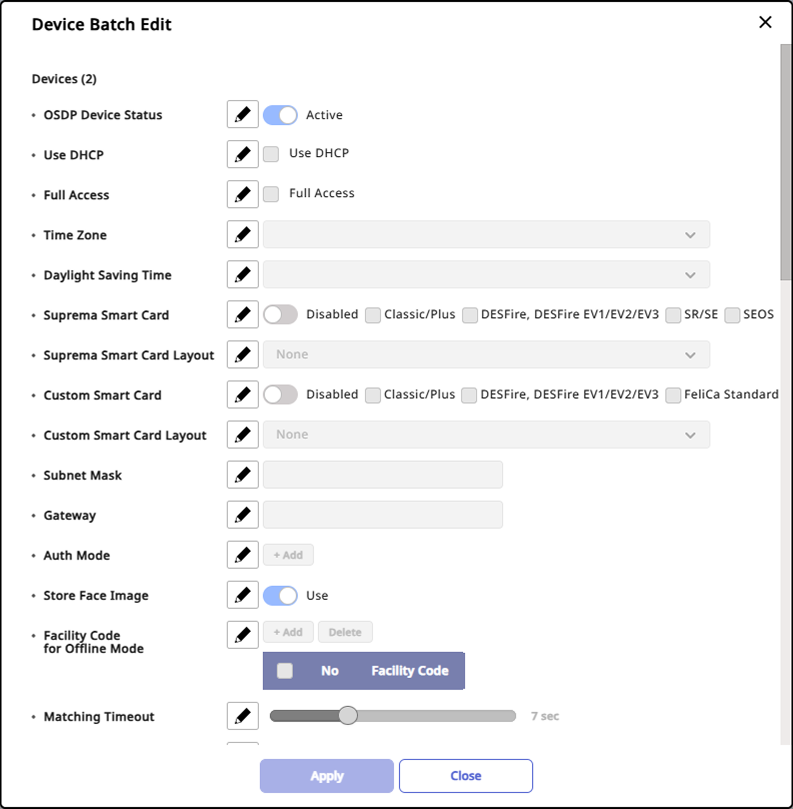 Device Batch Edit
Devices (2)
• OSDP Device Status Active
• Use DHCP Use DHCP
• Full Access Full Access
• Time Zone
• Daylight Saving Time
• Suprema Smart Card Disabled Classic/Plus DESFire, DESFire EV1/EV2/EV3 SR/SE SEOS
• Suprema Smart Card Layout None
• Custom Smart Card Disabled Classic/Plus DESFire, DESFire EV1/EV2/EV3 FeliCa Standard
• Custom Smart Card Layout None
• Subnet Mask
• Gateway
• Auth Mode + Add
• Store Face Image Use
• Facility Code + Add Delete
for Offline Mode
No Facility Code
• Matching Timeout 7 sec
Apply Close